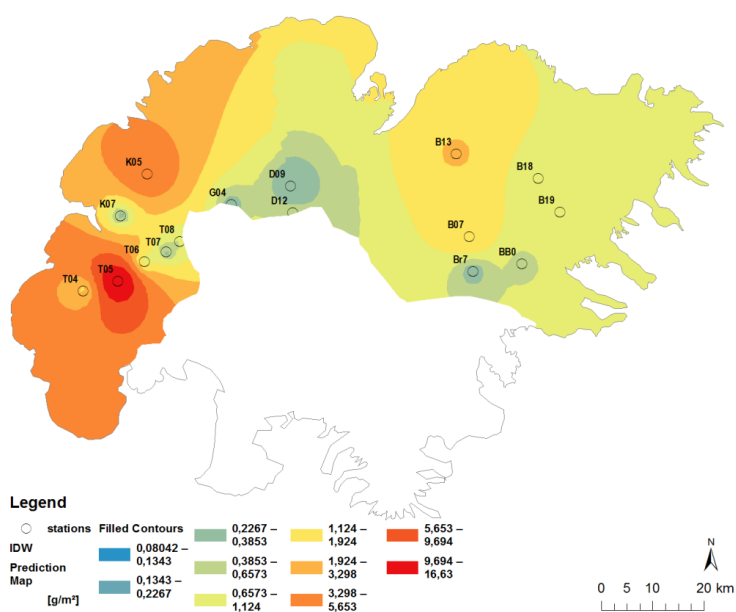 B13
K05
B18
D09
G04
K07
D12
B19
T08
B07
T07
T06
BB0
Br7
T05
T04
Legend
stations Filled Contours
IDW
Prediction
Map
[g/m²]
0,08042 –
0,1343
0,1343 –
0,2267
0,2267 –
0,3853
0,3853 –
0,6573
0,6573 –
1,124
1,124 –
1,924
1,924 –
3,298
3,298 –
5,653
5,653 –
9,694
9,694 –
16,63
N
0 5 10 20 km